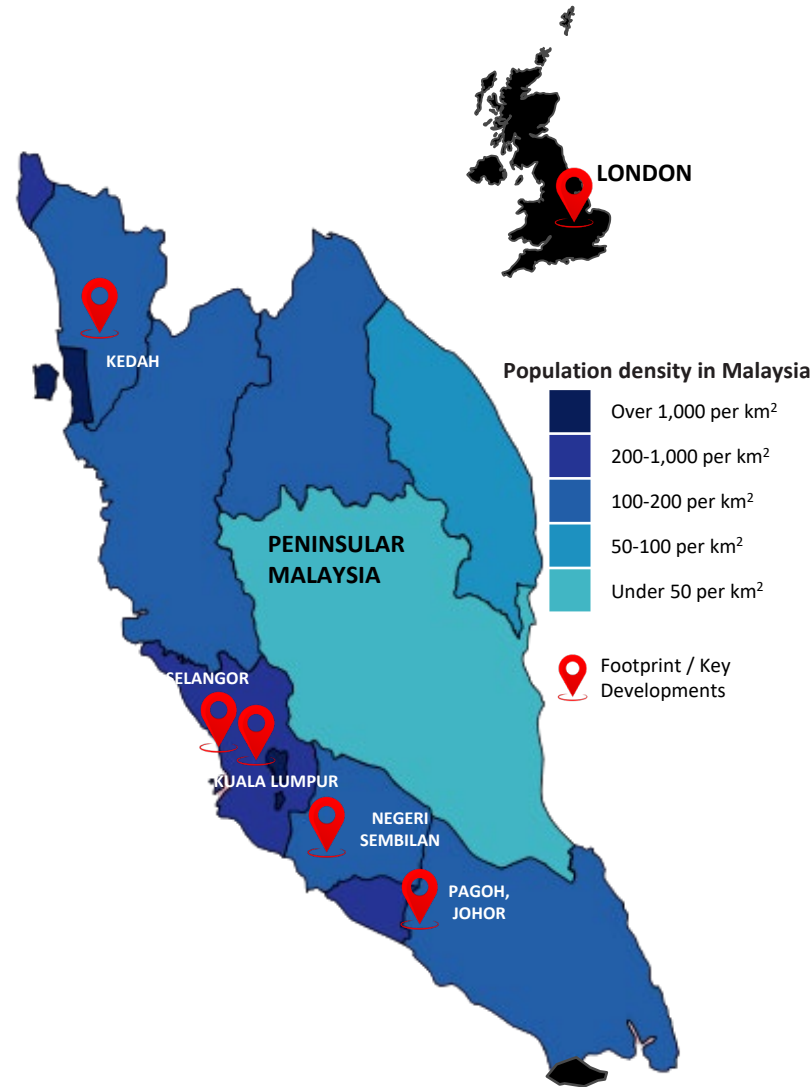 LONDON
KEDAH
Population density in Malaysia
Over 1,000 per km²
200-1,000 per km²
100-200 per km²
50-100 per km²
Under 50 per km²
PENINSULAR
MALAYSIA
Footprint / Key
Developments
SELANGOR
KUALA LUMPUR
NEGERI
SEMBILAN
PAGOH,
JOHOR